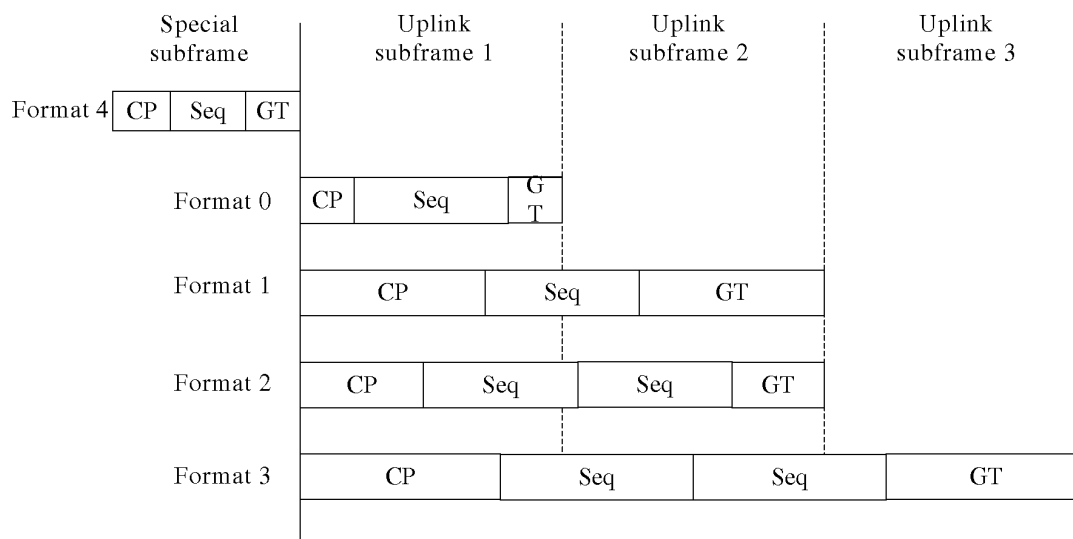 Special
subframe
Uplink
subframe 1
Uplink
subframe 2
Uplink
subframe 3
Format 4
CP
Seq
GT
Format 0
CP
Seq
G
T
Format 1
CP
Seq
GT
Format 2
CP
Seq
Seq
GT
Format 3
CP
Seq
Seq
GT